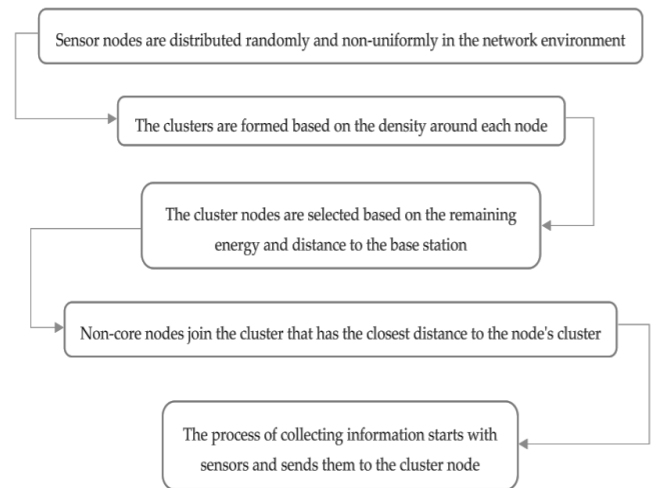 Sensor nodes are distributed randomly and non-uniformly in the network environment
The clusters are formed based on the density around each node
The cluster nodes are selected based on the remaining
energy and distance to the base station
Non-core nodes join the cluster that has the closest distance to the node's cluster
The process of collecting information starts with
sensors and sends them to the cluster node